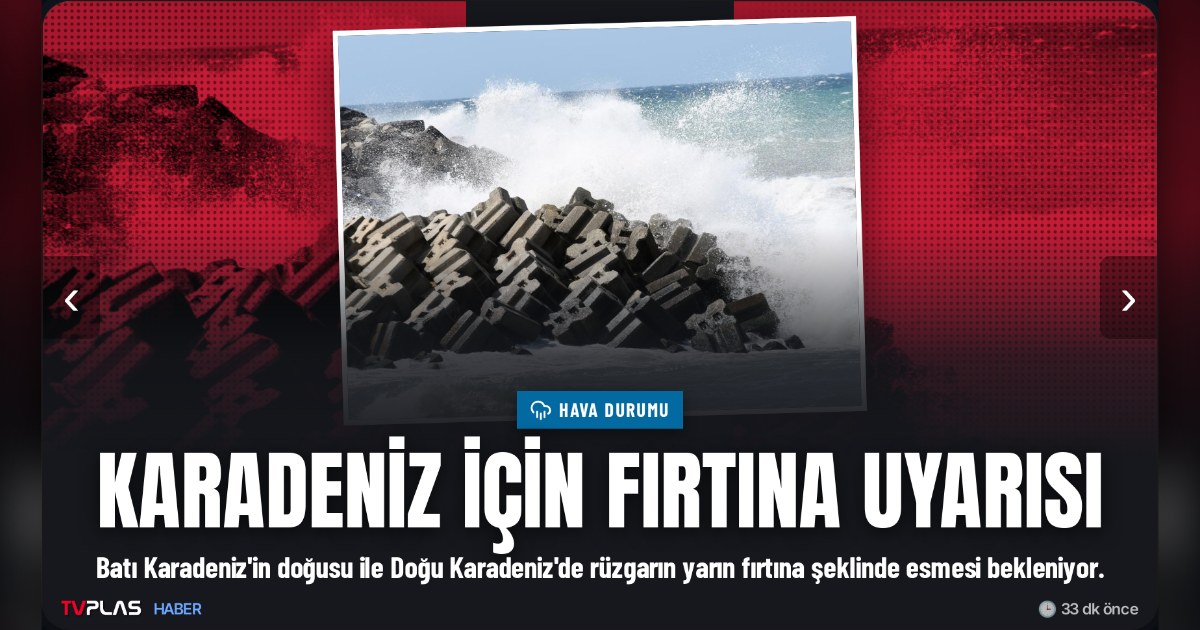 HAVA DURUMU
KARADENİZ İÇİN FIRTINA UYARISI
Batı Karadeniz'in doğusu ile Doğu Karadeniz'de rüzgarın yarın fırtına şeklinde esmesi bekleniyor.
TVPLAS HABER
33 dk önce